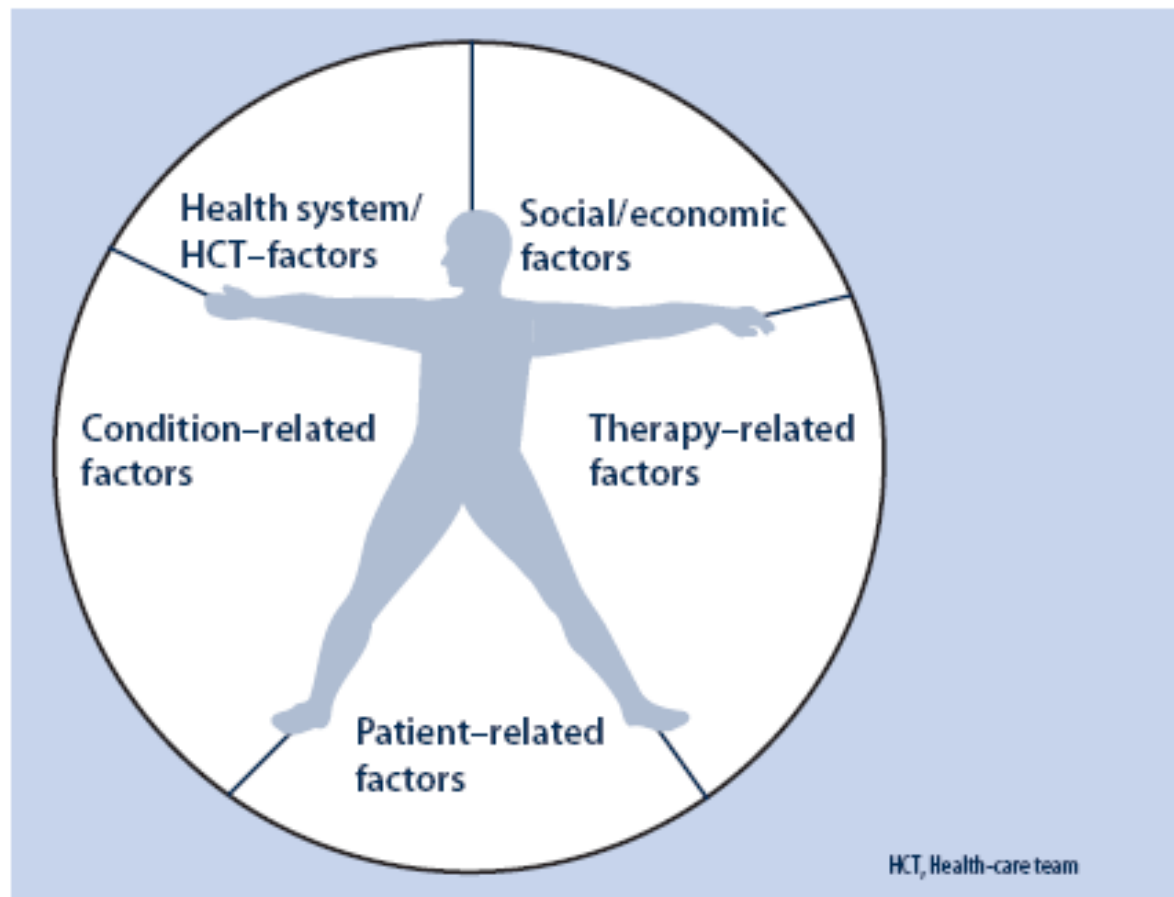 Health system/
HCT–factors
Social/economic
factors
Condition–related
factors
Therapy–related
factors
Patient–related
factors
HCT, Health-care team